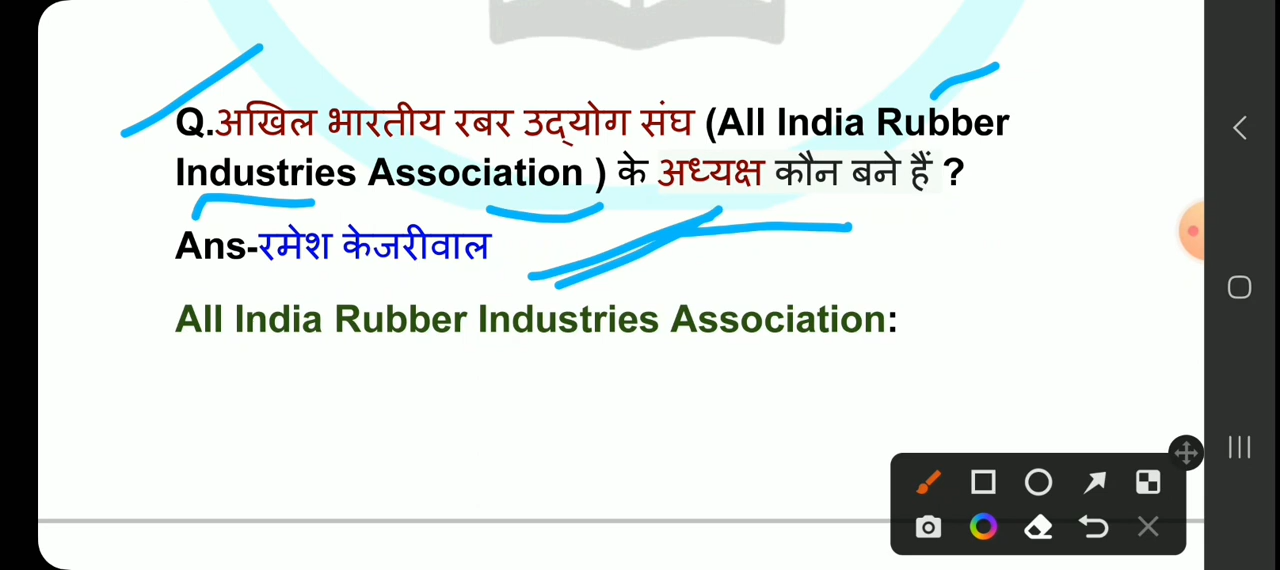 Q.अखिल भारतीय रबर उद्योग संघ (All India Rubber
Industries Association ) के अध्यक्ष कौन बने हैं ?
Ans-रमेश केजरीवाल
All India Rubber Industries Association: